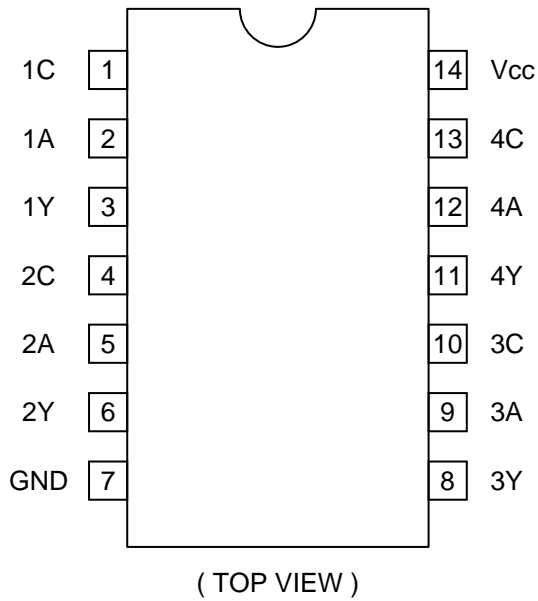 1C 1 14 Vcc
1A 2 13 4C
1Y 3 12 4A
2C 4 11 4Y
2A 5 10 3C
2Y 6 9 3A
GND 7 8 3Y
( TOP VIEW )